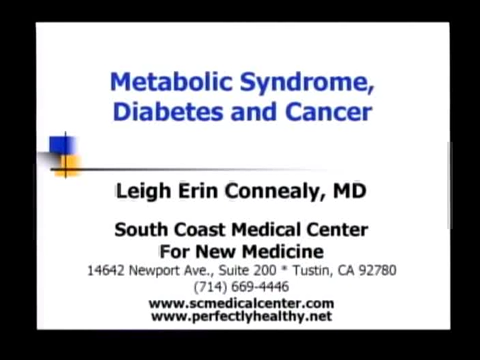 Metabolic Syndrome,
Diabetes and Cancer
Leigh Erin Connealy, MD
South Coast Medical Center
For New Medicine
14642 Newport Ave., Suite 200 * Tustin, CA 92780
(714) 669-4446
www.scmedicalcenter.com
www.perfectlyhealthy.net